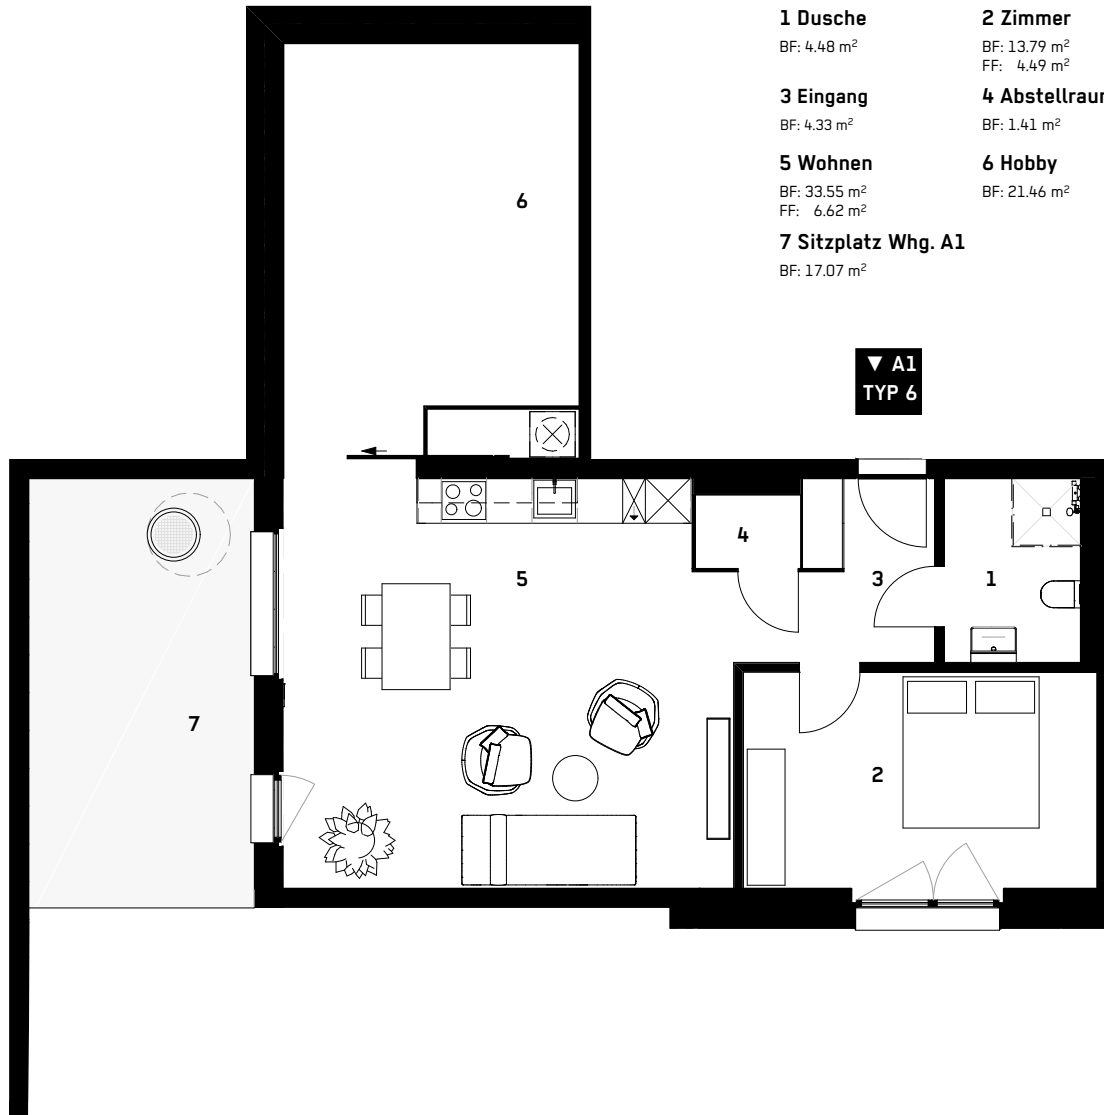 1 Dusche
BF: 4.48 m²
2 Zimmer
BF: 13.79 m²
FF: 4.49 m²
3 Eingang
BF: 4.33 m²
4 Abstellraum
BF: 1.41 m²
5 Wohnen
BF: 33.55 m²
FF: 6.62 m²
6 Hobby
BF: 21.46 m²
7 Sitzplatz Whg. A1
BF: 17.07 m²
▼ A1
TYP 6
6
4
5
3
1
7
2